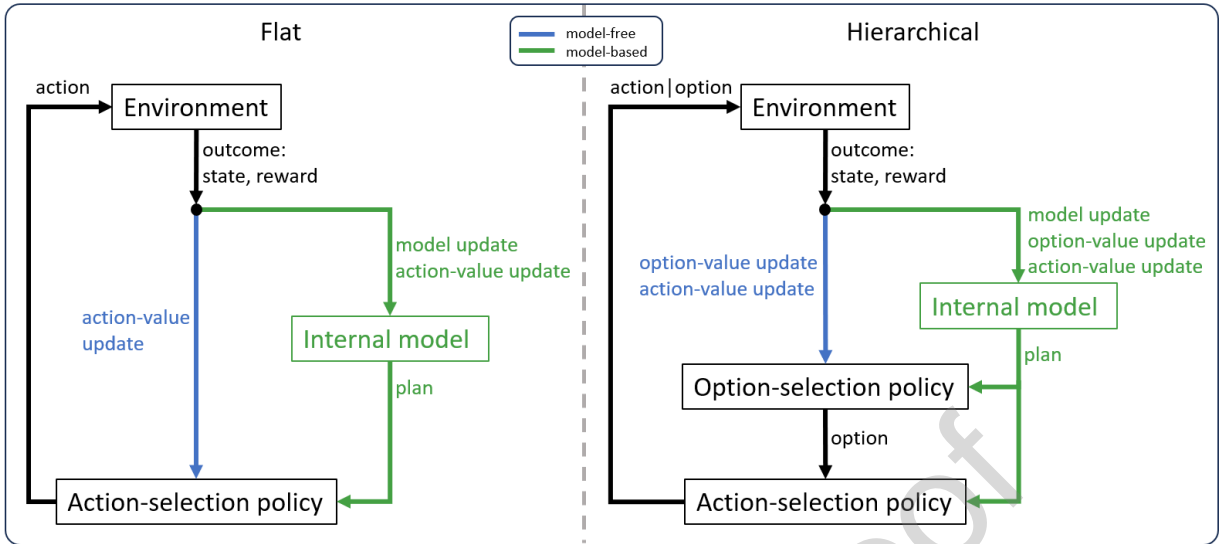 Flat
model-free
model-based
Hierarchical
action
Environment
outcome:
state, reward
model update
action-value update
action-value
update
Internal model
plan
Action-selection policy
action|option
Environment
outcome:
state, reward
model update
option-value update
action-value update
option-value update
action-value update
Internal model
plan
Option-selection policy
option
Action-selection policy